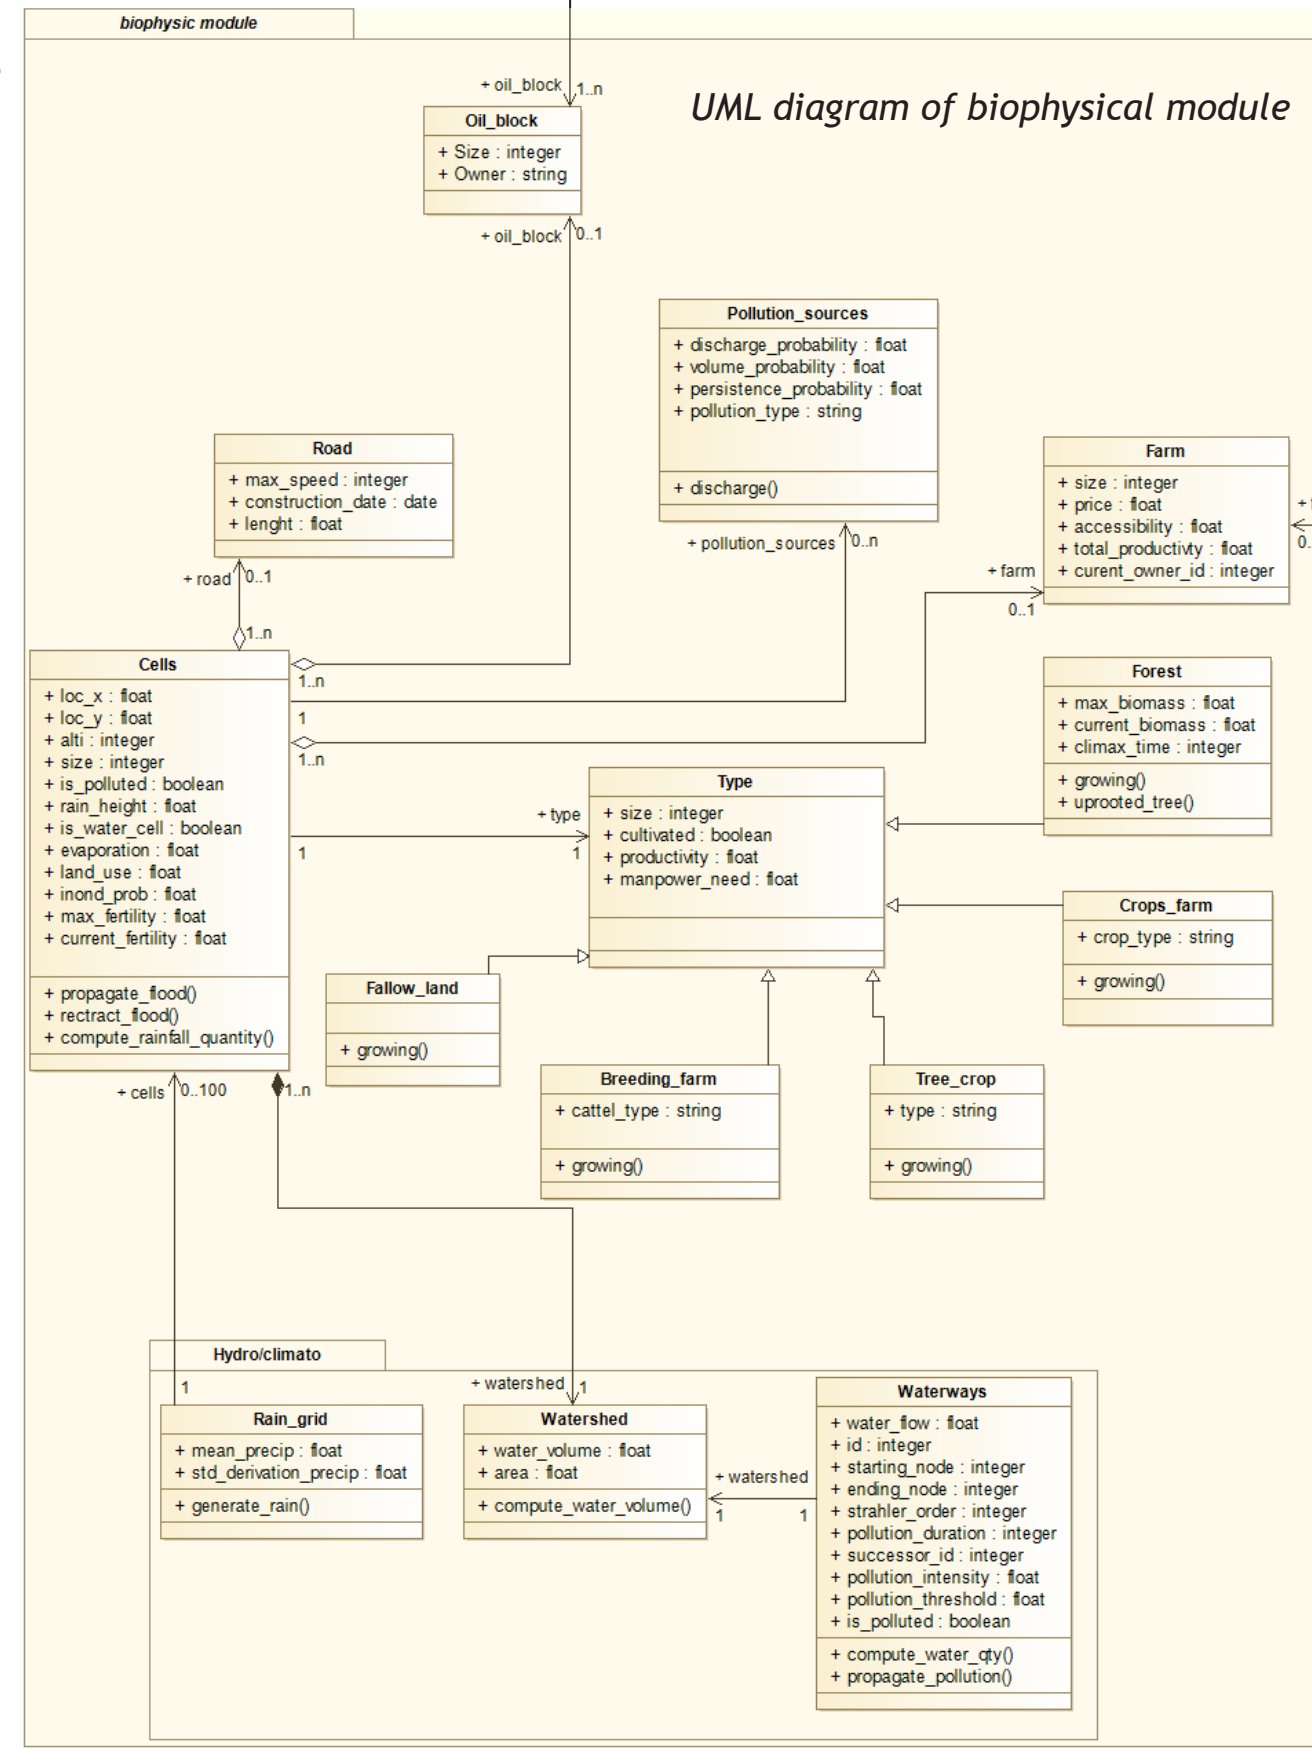 biophysic module
UML diagram of biophysical module
+ oil_block
1..n
Oil_block
+ Size : integer
+ Owner : string
+ oil_block
0..1
Pollution_sources
+ discharge_probability : float
+ volume_probability : float
+ persistence_probability : float
+ pollution_type : string
+ discharge()
+ pollution_sources
0..n
Road
+ max_speed : integer
+ construction_date : date
+ lenght : float
+ road
0..1
1..n
Farm
+ size : integer
+ price : float
+ accessibility : float
+ total_productivty : float
+ curent_owner_id : integer
+ farm
0..1
Cells
+ loc_x : float
+ loc_y : float
+ alti : integer
+ size : integer
+ is_polluted : boolean
+ rain_height : float
+ is_water_cell : boolean
+ evaporation : float
+ land_use : float
+ inond_prob : float
+ max_fertility : float
+ current_fertility : float
+ propagate_flood()
+ rectract_flood()
+ compute_rainfall_quantity()
1..n
1
1..n
1
+ type
1
Forest
+ max_biomass : float
+ current_biomass : float
+ climax_time : integer
+ growing()
+ uprooted_tree()
Type
+ size : integer
+ cultivated : boolean
+ productivity : float
+ manpower_need : float
Crops_farm
+ crop_type : string
+ growing()
Fallow_land
+ growing()
Breeding_farm
+ cattel_type : string
+ growing()
Tree_crop
+ type : string
+ growing()
+ cells
0..100
1..n
Hydro/climato
1
Rain_grid
+ mean_precip : float
+ std_derivation_precip : float
+ generate_rain()
+ watershed
1
Watershed
+ water_volume : float
+ area : float
+ compute_water_volume()
+ watershed
1
1
Waterways
+ water_flow : float
+ id : integer
+ starting_node : integer
+ ending_node : integer
+ strahler_order : integer
+ pollution_duration : integer
+ successor_id : integer
+ pollution_intensity : float
+ pollution_threshold : float
+ is_polluted : boolean
+ compute_water_qty()
+ propagate_pollution()